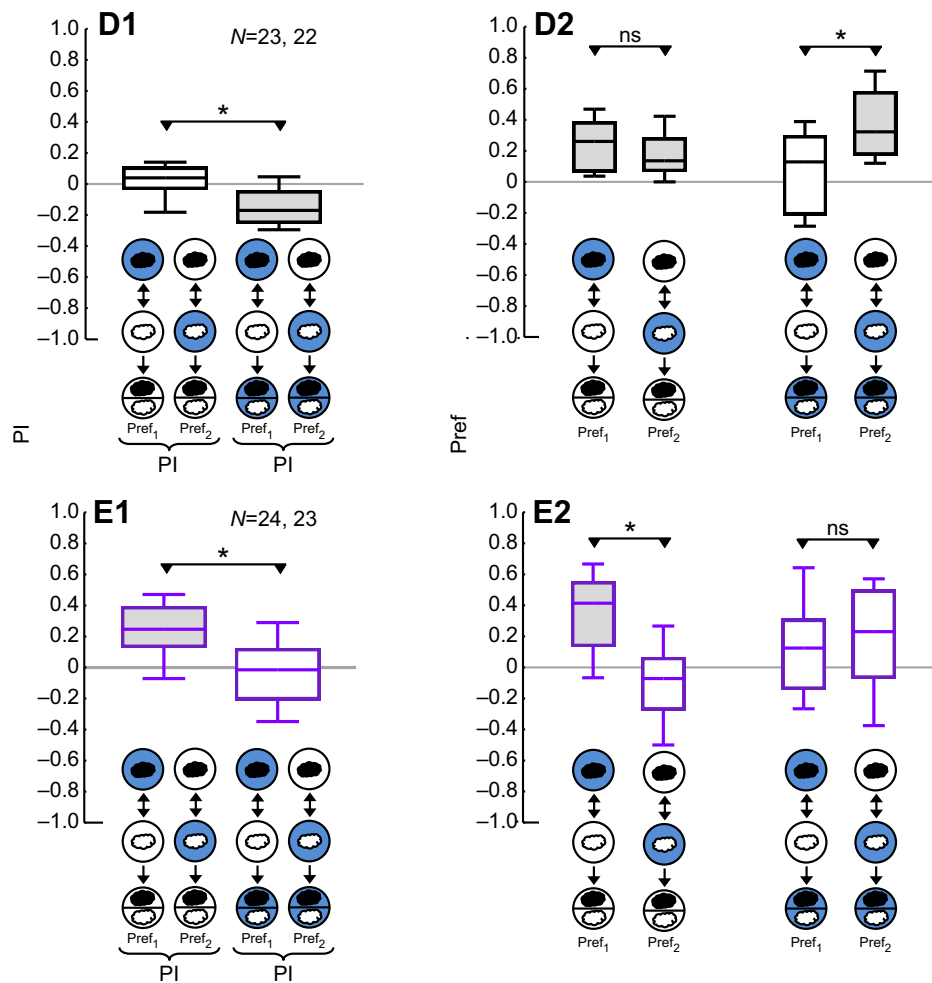 D1
N=23, 22
1.0
0.8
0.6
0.4
0.2
0
–0.2
–0.4
–0.6
–0.8
–1.0
*
Pref1 Pref2 Pref1 Pref2
PI PI
PI
D2
1.0
0.8
0.6
0.4
0.2
0
–0.2
–0.4
–0.6
–0.8
–1.0
ns *
Pref1 Pref2 Pref1 Pref2
Pref
E1
N=24, 23
1.0
0.8
0.6
0.4
0.2
0
–0.2
–0.4
–0.6
–0.8
–1.0
*
Pref1 Pref2 Pref1 Pref2
PI PI
E2
1.0
0.8
0.6
0.4
0.2
0
–0.2
–0.4
–0.6
–0.8
–1.0
* ns
Pref1 Pref2 Pref1 Pref2